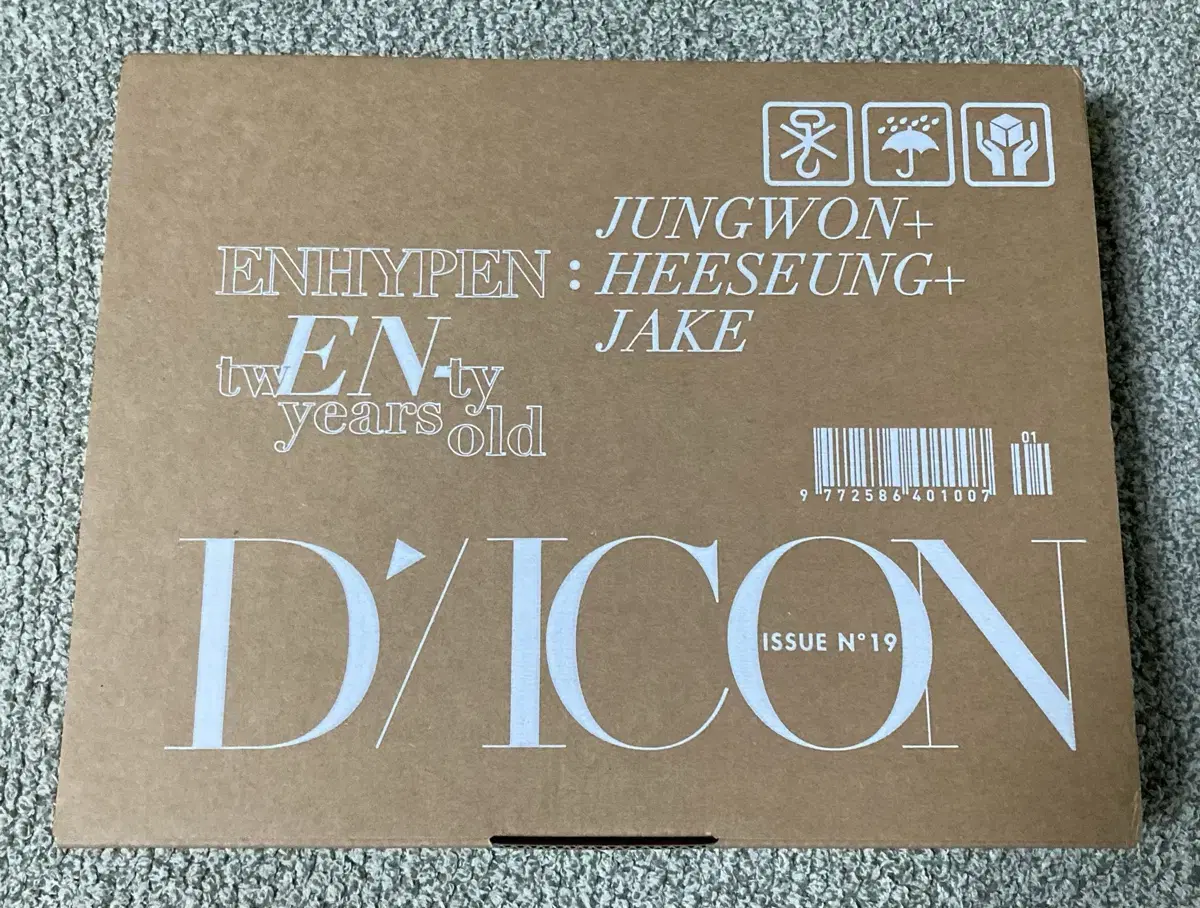 JUNGWON+
ENHYPEN : HEESEUNG+
JAKE
twEN-ty
years old
01
9 772586 401007
D'/ICON
ISSUE N°19